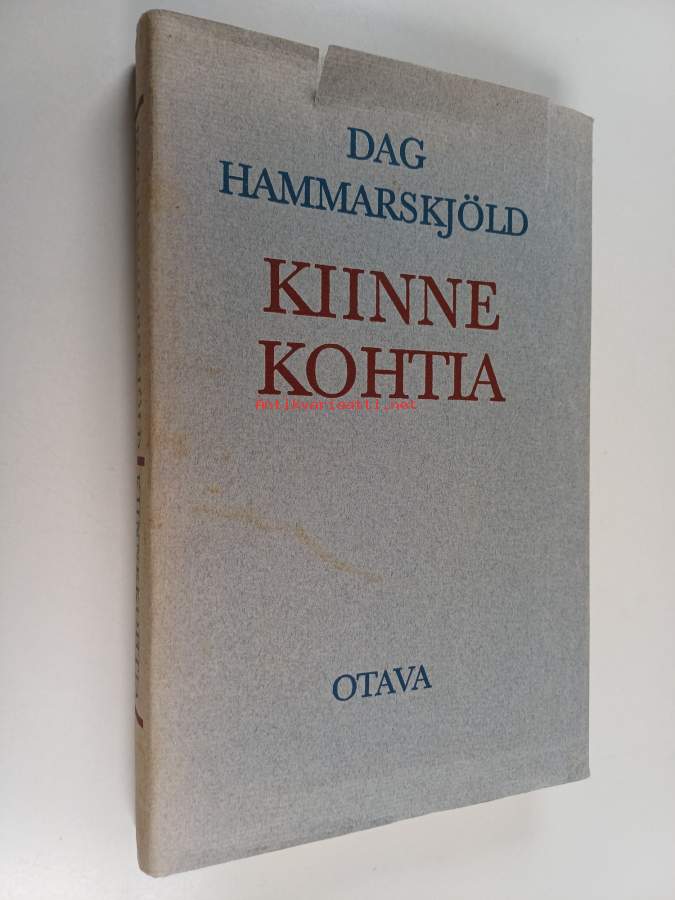 DAG
HAMMARSKJÖLD
KIINNE
KOHTIA
Antikvariaatti.net
OTAVA